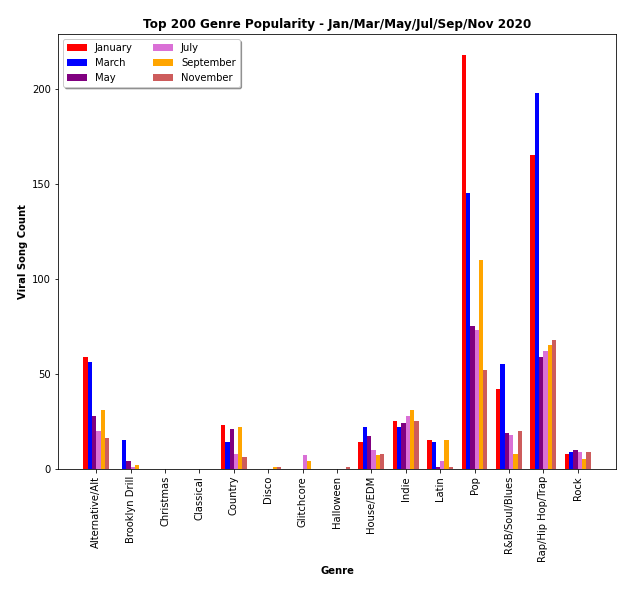 Top 200 Genre Popularity - Jan/Mar/May/Jul/Sep/Nov 2020
January
March
May
July
September
November
Viral Song Count
200
150
100
50
0
Alternative/Alt
Brooklyn Drill
Christmas
Classical
Country
Disco
Glitchcore
Halloween
House/EDM
Indie
Latin
Pop
R&B/Soul/Blues
Rap/Hip Hop/Trap
Rock
Genre